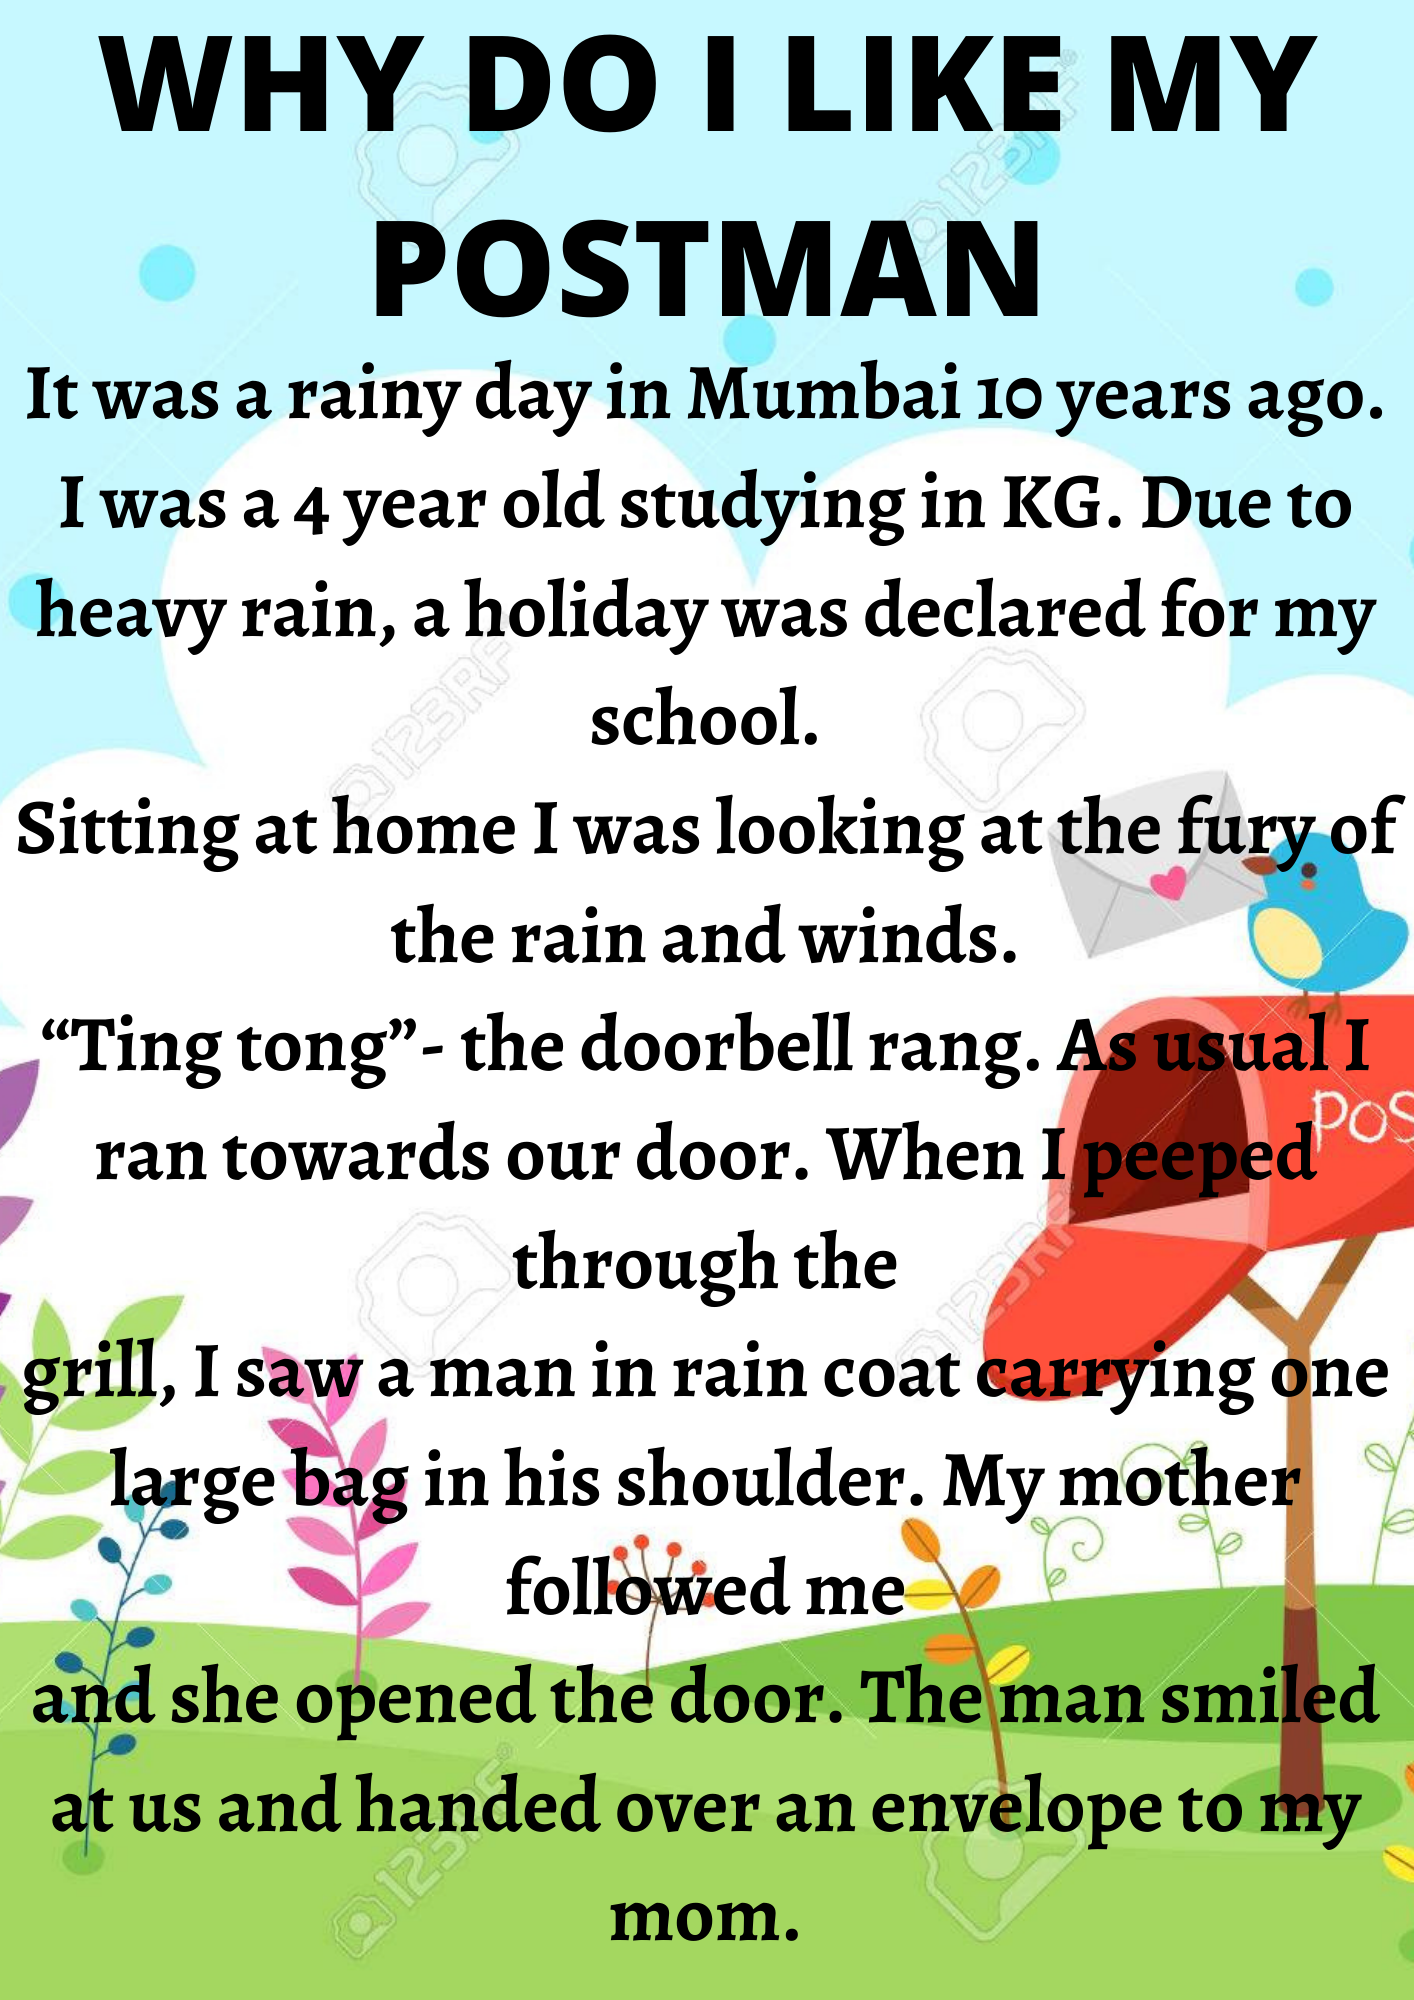 WHY DO I LIKE MY
POSTMAN
It was a rainy day in Mumbai 10 years ago.
I was a 4 year old studying in KG. Due to
heavy rain, a holiday was declared for my
school.
Sitting at home I was looking at the fury of
the rain and winds.
“Ting tong”- the doorbell rang. As usual I
ran towards our door. When I peeped
through the
grill, I saw a man in rain coat carrying one
large bag in his shoulder. My mother
followed me
and she opened the door. The man smiled
at us and handed over an envelope to my
mom.
POS
123RF
123RF
123RF
123RF